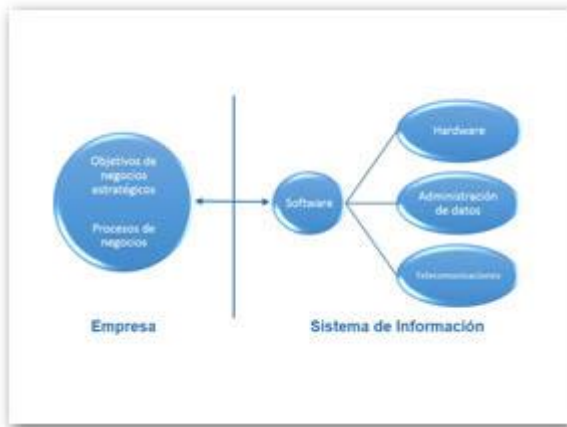 Objetivos de
negocios
estratégicos
Procesos de
negocios
Software
Hardware
Administración
de datos
Telecomunicaciones
Empresa
Sistema de Información